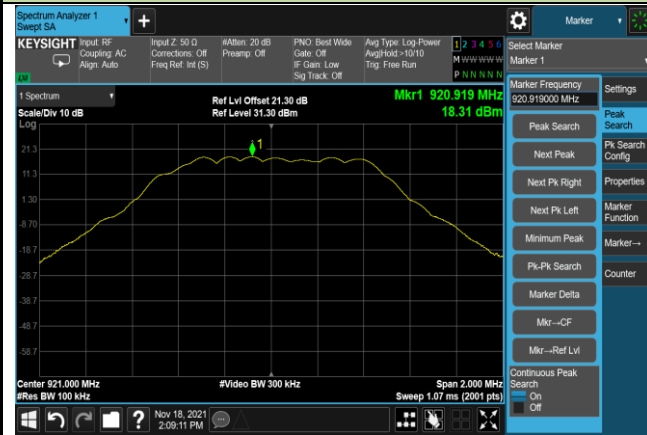 Spectrum Analyzer 1
Swept SA
+
Marker
KEYSIGHT
Input: RF
Coupling: AC
Align: Auto
Input Z: 50 Ω
Corrections: Off
Freq Ref: Int (S)
#Atten: 20 dB
Preamp: Off
PNO: Best Wide
Gate: Off
IF Gain: Low
Sig Track: Off
Avg Type: Log-Power
Avg|Hold:>10/10
Trig: Free Run
1 2 3 4 5 6
M W W W W W
P N N N N N
Select Marker
Marker 1
1 Spectrum
Scale/Div 10 dB
Log
Ref Lvl Offset 21.30 dB
Ref Level 31.30 dBm
Mkr1 920.919 MHz
18.31 dBm
1
21.3
11.3
1.30
-8.70
-18.7
-28.7
-38.7
-48.7
-58.7
Center 921.000 MHz
#Res BW 100 kHz
#Video BW 300 kHz
Span 2.000 MHz
Sweep 1.07 ms (2001 pts)
Marker Frequency
920.919000 MHz
Peak Search
Next Peak
Next Pk Right
Next Pk Left
Minimum Peak
Pk-Pk Search
Marker Delta
Mkr→CF
Mkr→Ref Lvl
Continuous Peak
Search
On
Off
Settings
Peak
Search
Pk Search
Config
Properties
Marker
Function
Marker→
Counter
?
Nov 18, 2021
2:09:11 PM